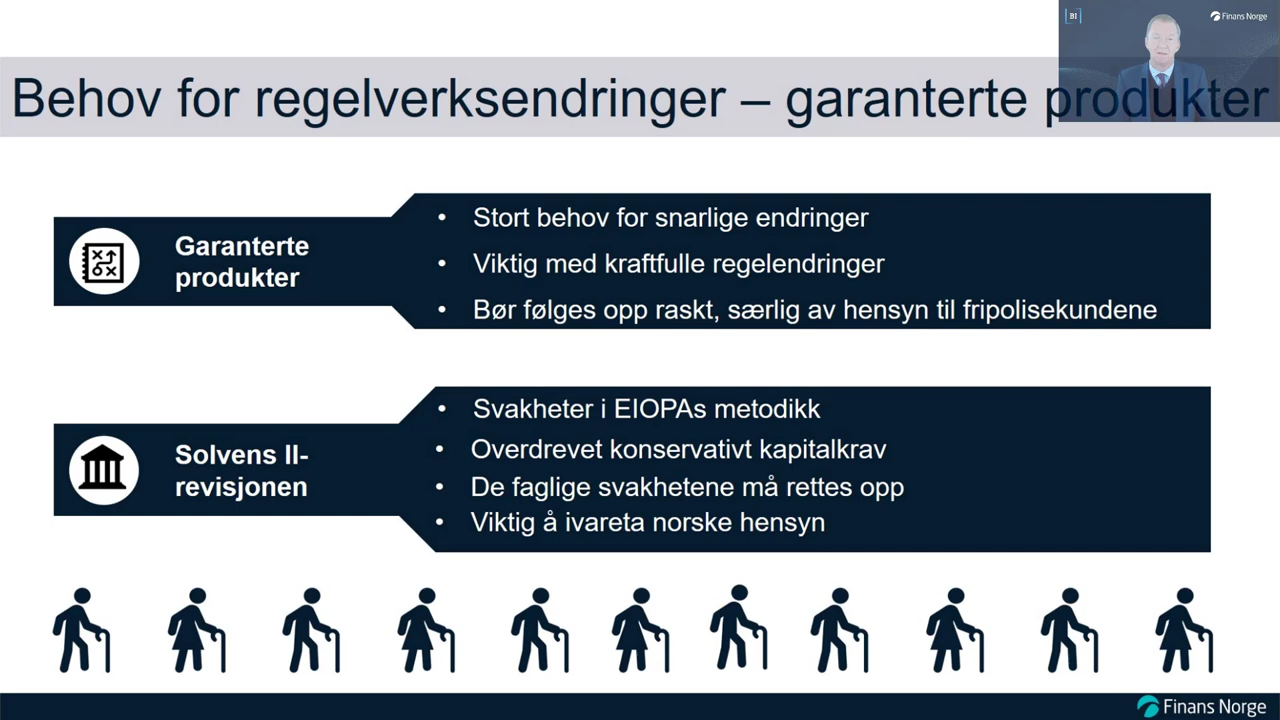 BI
Finans Norge
Behov for regelverksendringer – garanterte produkter
Garanterte
produkter
• Stort behov for snarlige endringer
• Viktig med kraftfulle regelendringer
• Bør følges opp raskt, særlig av hensyn til fripolisekundene
Solvens II-
revisjonen
• Svakheter i EIOPAs metodikk
• Overdrevet konservativt kapitalkrav
• De faglige svakhetene må rettes opp
• Viktig å ivareta norske hensyn
Finans Norge